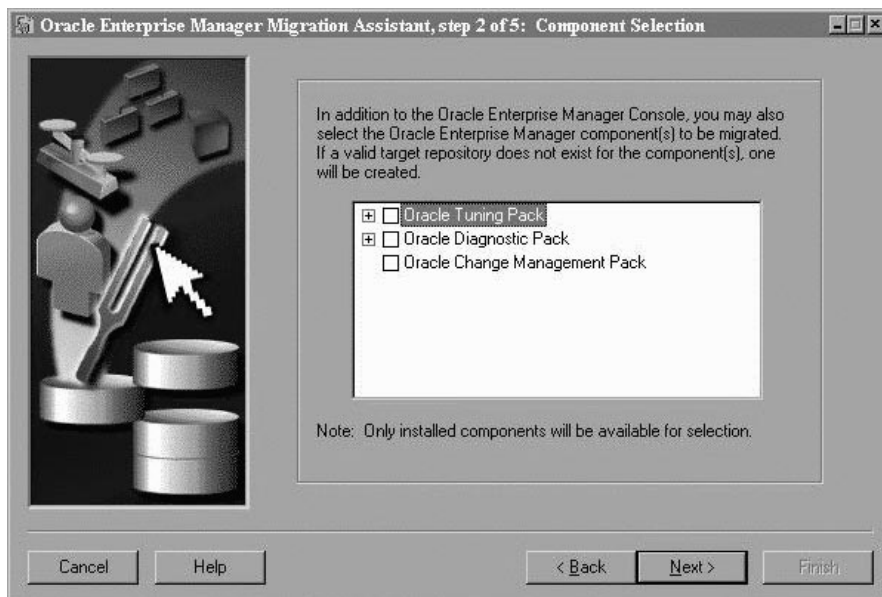 Oracle Enterprise Manager Migration Assistant, step 2 of 5: Component Selection
In addition to the Oracle Enterprise Manager Console, you may also
select the Oracle Enterprise Manager component(s) to be migrated.
If a valid target repository does not exist for the component(s), one
will be created.
Oracle Tuning Pack
Oracle Diagnostic Pack
Oracle Change Management Pack
Note: Only installed components will be available for selection.
Cancel Help < Back Next > Finish